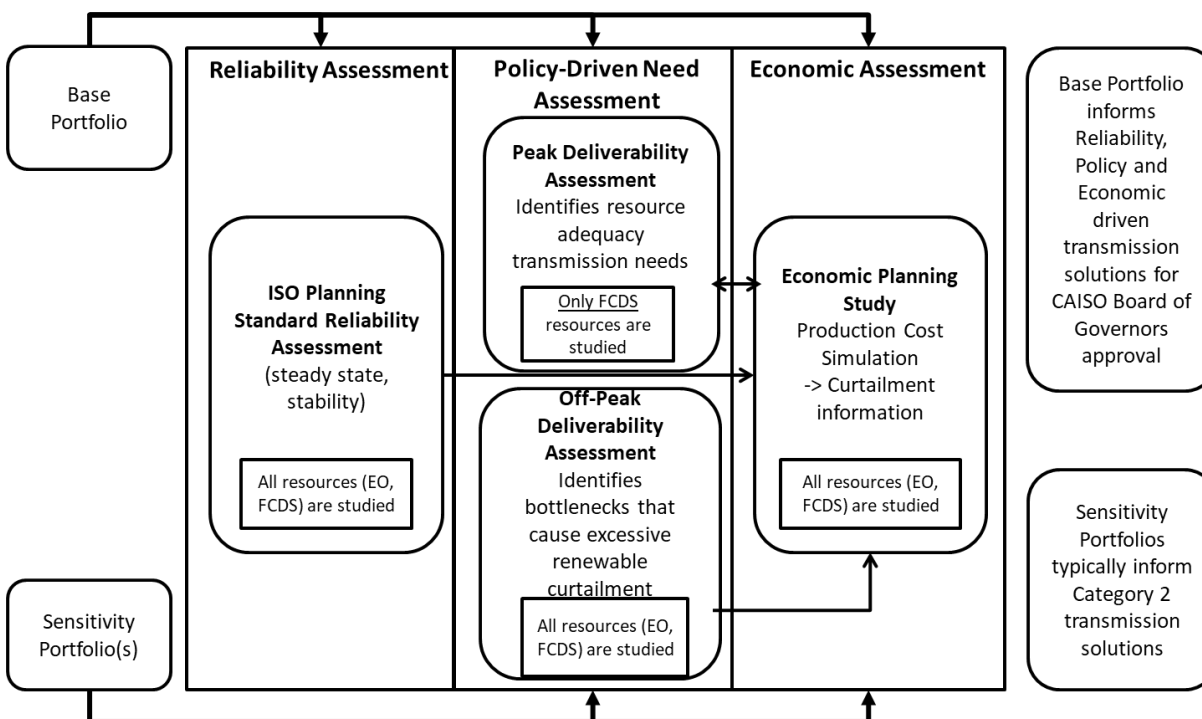 Base
Portfolio
Reliability Assessment
ISO Planning
Standard Reliability
Assessment
(steady state,
stability)
All resources (EO,
FCDS) are studied
Policy-Driven Need
Assessment
Peak Deliverability
Assessment
Identifies resource
adequacy
transmission needs
Only FCDS
resources are
studied
Off-Peak
Deliverability
Assessment
Identifies
bottlenecks that
cause excessive
renewable
curtailment
All resources (EO,
FCDS) are studied
Economic Assessment
Economic Planning
Study
Production Cost
Simulation
-> Curtailment
information
All resources (EO,
FCDS) are studied
Base Portfolio
informs
Reliability,
Policy and
Economic
driven
transmission
solutions for
CAISO Board of
Governors
approval
Sensitivity
Portfolio(s)
Sensitivity
Portfolios
typically inform
Category 2
transmission
solutions